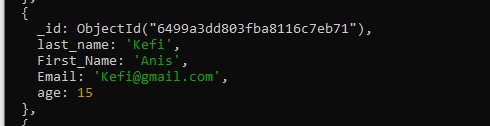 },
{
_id: ObjectId("6499a3dd803fba8116c7eb71"),
last_name: 'Kefi',
First_Name: 'Anis',
Email: 'Kefi@gmail.com',
age: 15
},
{